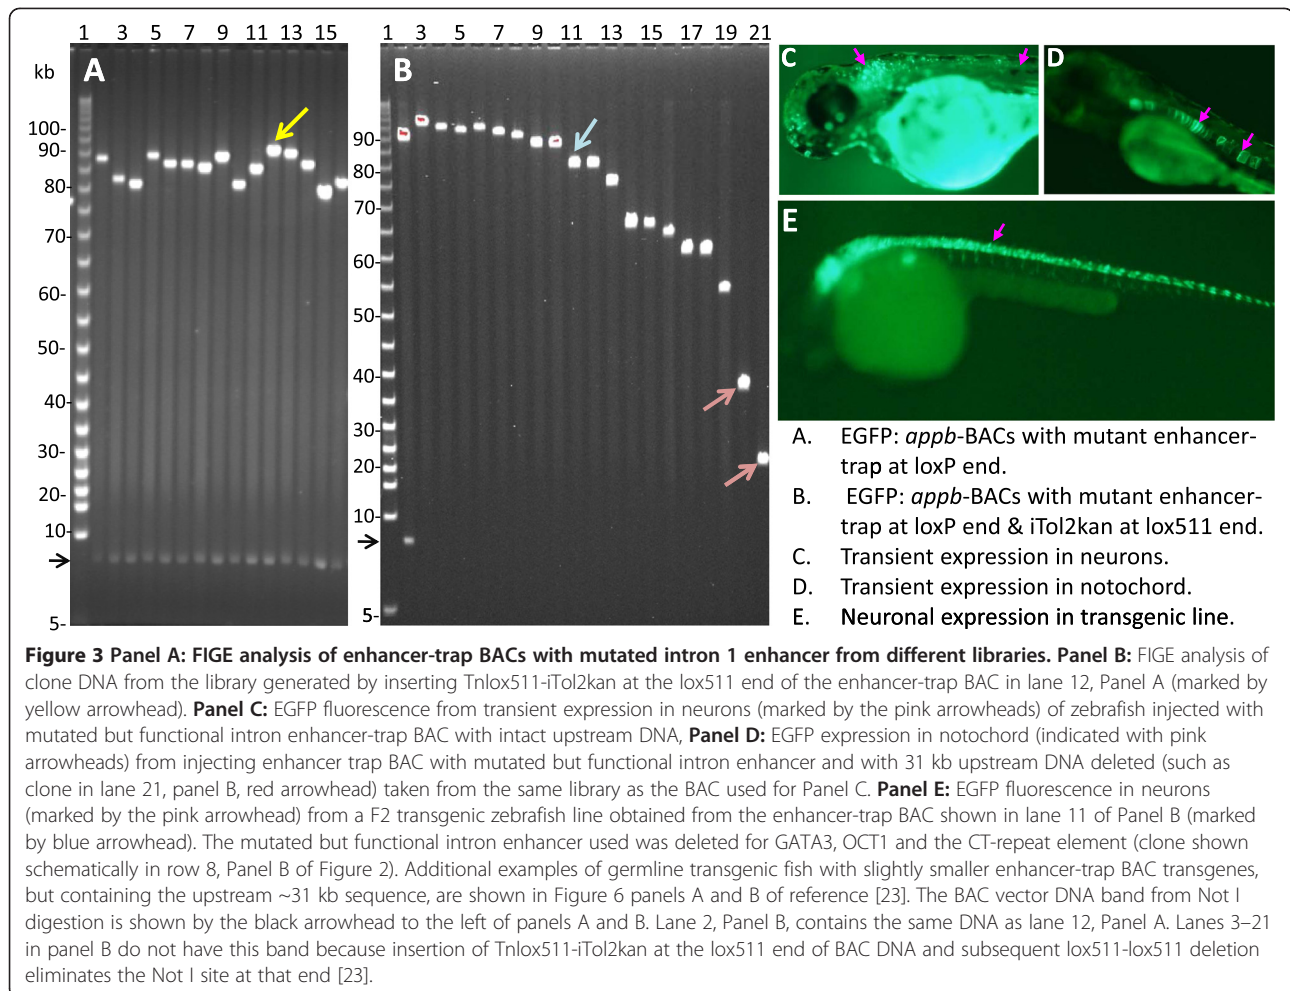 1 3 5 7 9 11 13 15
kb
A
100-
90-
80-
70-
60-
50-
40-
30-
20-
10-
5-
1 3 5 7 9 11 13 15 17 19 21
B
90-
80-
70-
60-
50-
40-
30-
20-
10-
5-
C
D
E
A. EGFP: appb-BACs with mutant enhancer-
trap at loxP end.
B. EGFP: appb-BACs with mutant enhancer-
trap at loxP end & iTol2kan at lox511 end.
C. Transient expression in neurons.
D. Transient expression in notochord.
E. Neuronal expression in transgenic line.
Figure 3 Panel A: FIGE analysis of enhancer-trap BACs with mutated intron 1 enhancer from different libraries. Panel B: FIGE analysis of
clone DNA from the library generated by inserting Tnlox511-iTol2kan at the lox511 end of the enhancer-trap BAC in lane 12, Panel A (marked by
yellow arrowhead). Panel C: EGFP fluorescence from transient expression in neurons (marked by the pink arrowheads) of zebrafish injected with
mutated but functional intron enhancer-trap BAC with intact upstream DNA, Panel D: EGFP expression in notochord (indicated with pink
arrowheads) from injecting enhancer trap BAC with mutated but functional intron enhancer and with 31 kb upstream DNA deleted (such as
clone in lane 21, panel B, red arrowhead) taken from the same library as the BAC used for Panel C. Panel E: EGFP fluorescence in neurons
(marked by the pink arrowhead) from a F2 transgenic zebrafish line obtained from the enhancer-trap BAC shown in lane 11 of Panel B (marked
by blue arrowhead). The mutated but functional intron enhancer used was deleted for GATA3, OCT1 and the CT-repeat element (clone shown
schematically in row 8, Panel B of Figure 2). Additional examples of germline transgenic fish with slightly smaller enhancer-trap BAC transgenes,
but containing the upstream ~31 kb sequence, are shown in Figure 6 panels A and B of reference [23]. The BAC vector DNA band from Not I
digestion is shown by the black arrowhead to the left of panels A and B. Lane 2, Panel B, contains the same DNA as lane 12, Panel A. Lanes 3–21
in panel B do not have this band because insertion of Tnlox511-iTol2kan at the lox511 end of BAC DNA and subsequent lox511-lox511 deletion
eliminates the Not I site at that end [23].